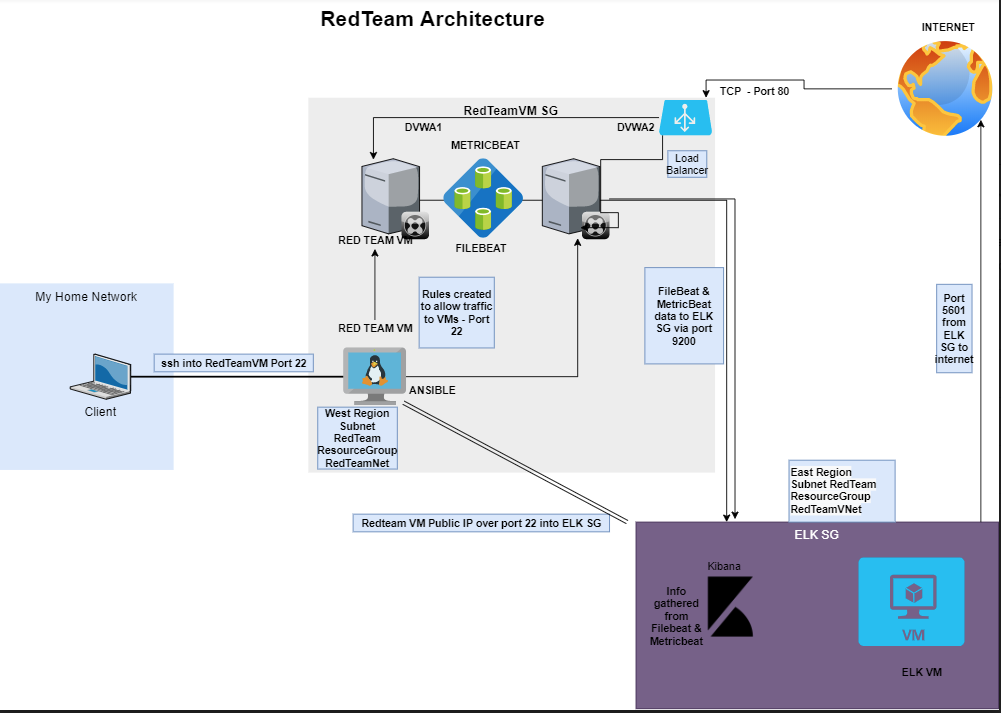 RedTeam Architecture
INTERNET
TCP - Port 80
RedTeamVM SG
DVWA1
DVWA2
METRICBEAT
Load
Balancer
RED TEAM VM
FILEBEAT
My Home Network
Rules created
to allow traffic
to VMs - Port
22
FileBeat &
MetricBeat
data to ELK
SG via port
9200
Port
5601
from
ELK
SG to
internet
RED TEAM VM
ssh into RedTeamVM Port 22
ANSIBLE
Client
West Region
Subnet
RedTeam
ResourceGroup
RedTeamNet
East Region
Subnet RedTeam
ResourceGroup
RedTeamVNet
Redteam VM Public IP over port 22 into ELK SG
ELK SG
Kibana
Info
gathered
from
Filebeat &
Metricbeat
VM
ELK VM